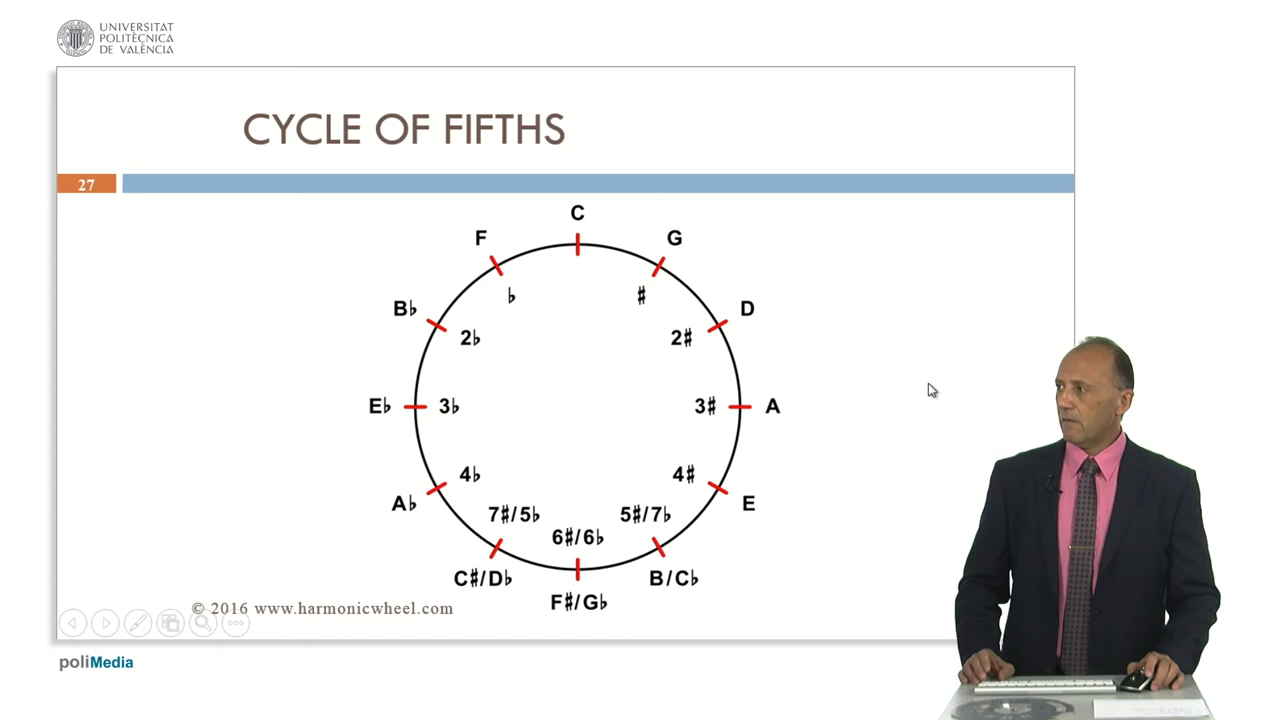 UNIVERSITAT
POLITÈCNICA
DE VALÈNCIA
CYCLE OF FIFTHS
27
C
F
G
♭
♯
B♭
D
2♭
2♯
E♭
3♭
3♯
A
4♭
4♯
A♭
E
7♯/5♭
5♯/7♭
6♯/6♭
C♯/D♭
B/C♭
F♯/G♭
© 2016 www.harmonicwheel.com
poliMedia